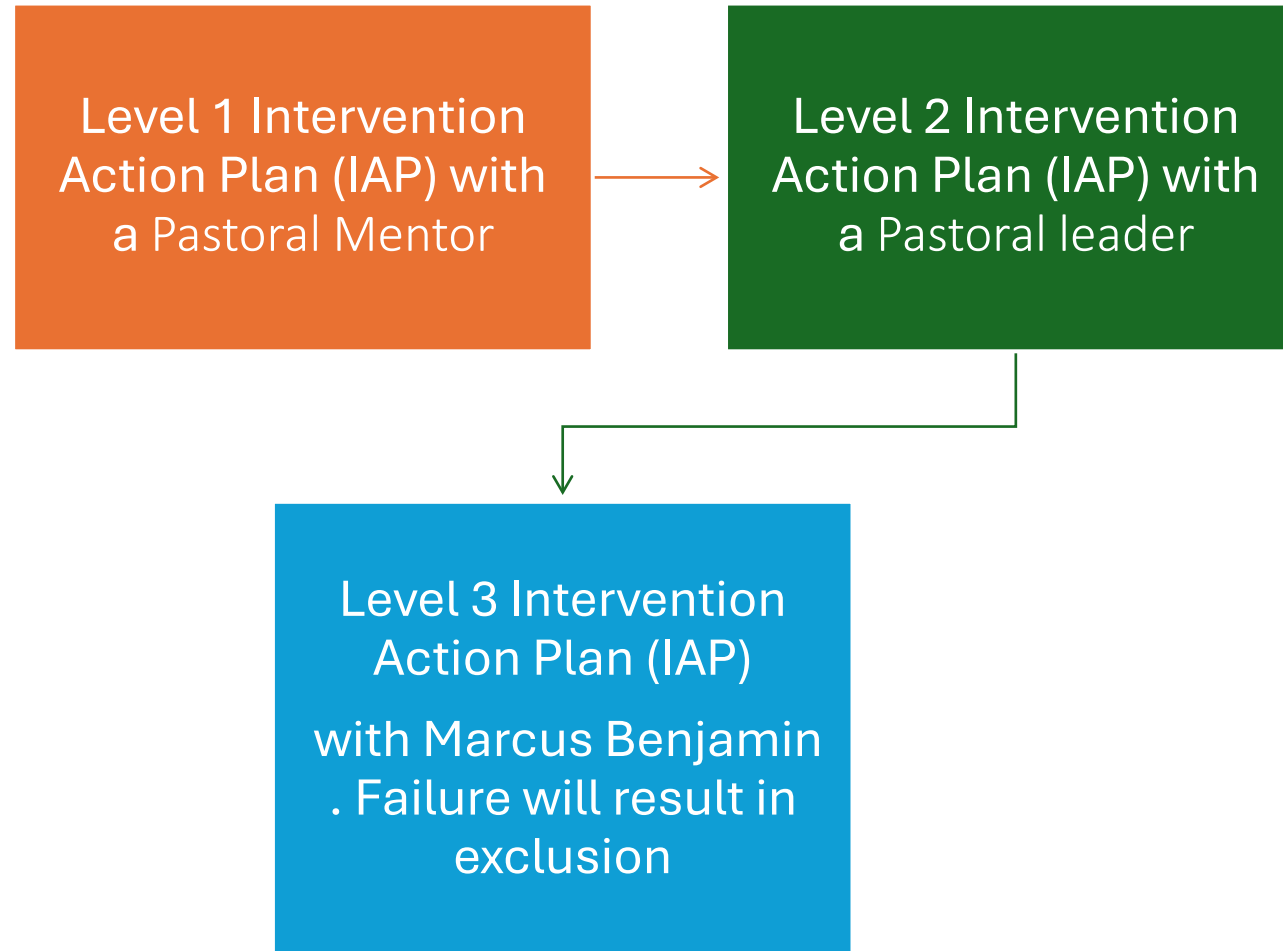 Level 1 Intervention
Action Plan (IAP) with
a Pastoral Mentor
Level 2 Intervention
Action Plan (IAP) with
a Pastoral leader
Level 3 Intervention
Action Plan (IAP)
with Marcus Benjamin
. Failure will result in
exclusion